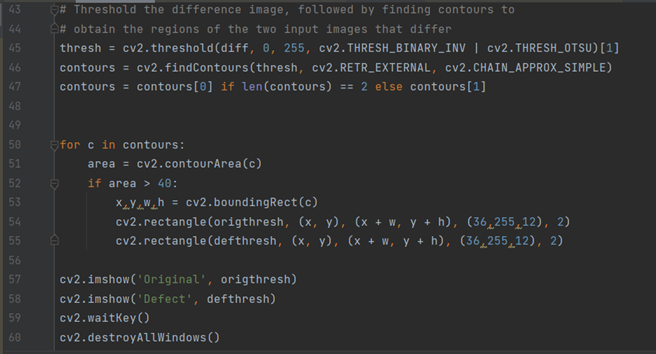 43 # Threshold the difference image, followed by finding contours to
44 # obtain the regions of the two input images that differ
45 thresh = cv2.threshold(diff, 0, 255, cv2.THRESH_BINARY_INV | cv2.THRESH_OTSU)[1]
46 contours = cv2.findContours(thresh, cv2.RETR_EXTERNAL, cv2.CHAIN_APPROX_SIMPLE)
47 contours = contours[0] if len(contours) == 2 else contours[1]
48
49
50 for c in contours:
51     area = cv2.contourArea(c)
52     if area > 40:
53         x,y,w,h = cv2.boundingRect(c)
54         cv2.rectangle(origthresh, (x, y), (x + w, y + h), (36,255,12), 2)
55         cv2.rectangle(defthresh, (x, y), (x + w, y + h), (36,255,12), 2)
56
57 cv2.imshow('Original', origthresh)
58 cv2.imshow('Defect', defthresh)
59 cv2.waitKey()
60 cv2.destroyAllWindows()